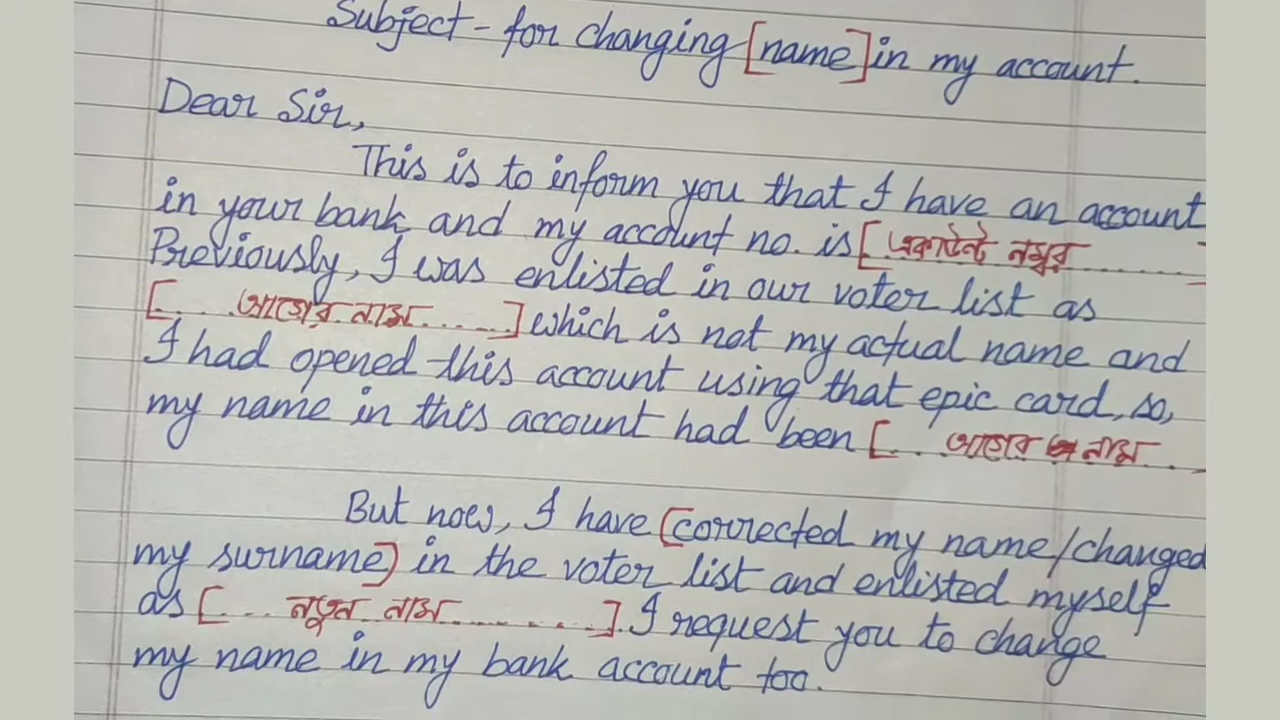 Subject - for changing [name] in my account.
Dear Sir,
This is to inform you that I have an account
in your bank and my account no. is [ একাউন্ট নম্বর ..........
Previously, I was enlisted in our voter list as
[... আগের নাম ......] which is not my actual name and
I had opened this account using that epic card, so,
my name in this account had been [... আগের নাম ....
But now, I have [corrected my name/changed
my surname] in the voter list and enlisted myself
as [... নতুন নাম ..........]. I request you to change
my name in my bank account too.